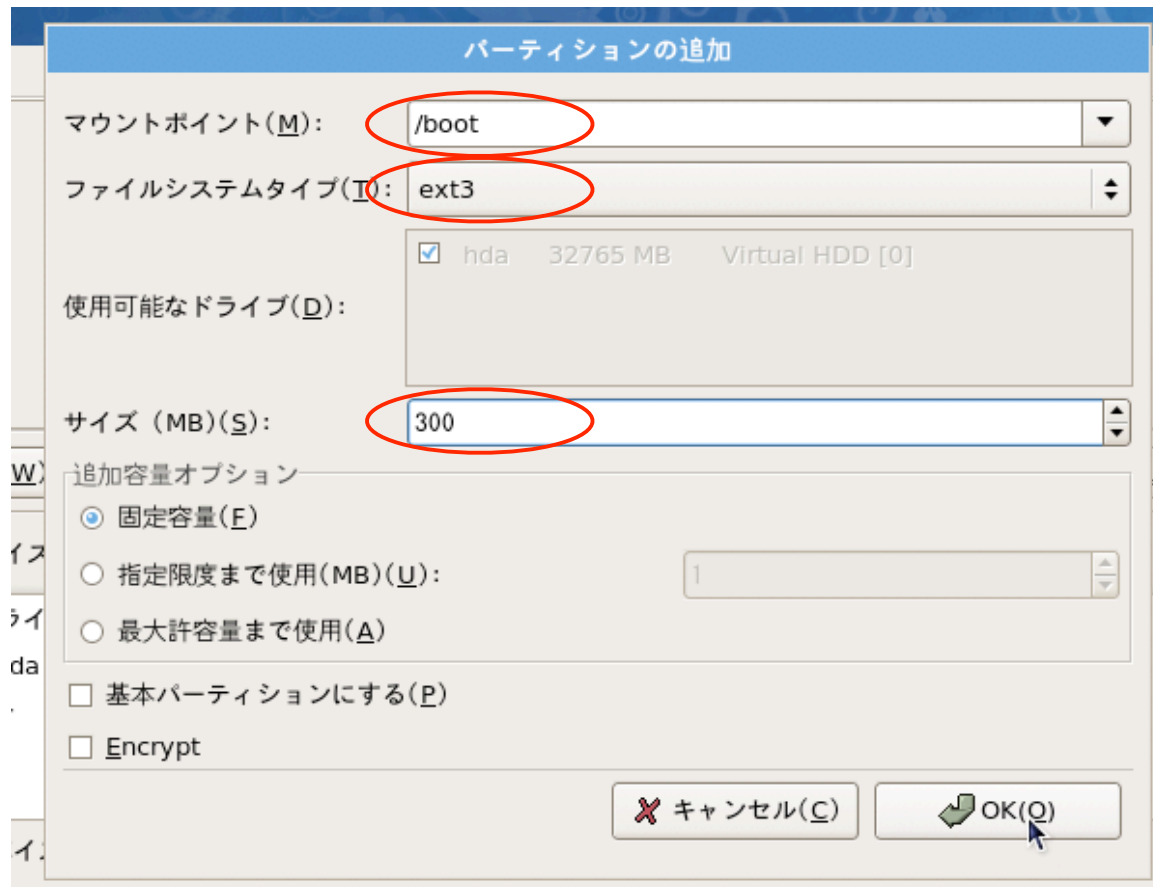 パーティションの追加
マウントポイント(M): /boot
ファイルシステムタイプ(T): ext3
hda 32765 MB Virtual HDD [0]
使用可能なドライブ(D):
サイズ (MB)(S): 300
W)
追加容量オプション
固定容量(F)
イズ
指定限度まで使用(MB)(U): 1
ライ
最大許容量まで使用(A)
da
基本パーティションにする(P)
Encrypt
キャンセル(C) OK(O)